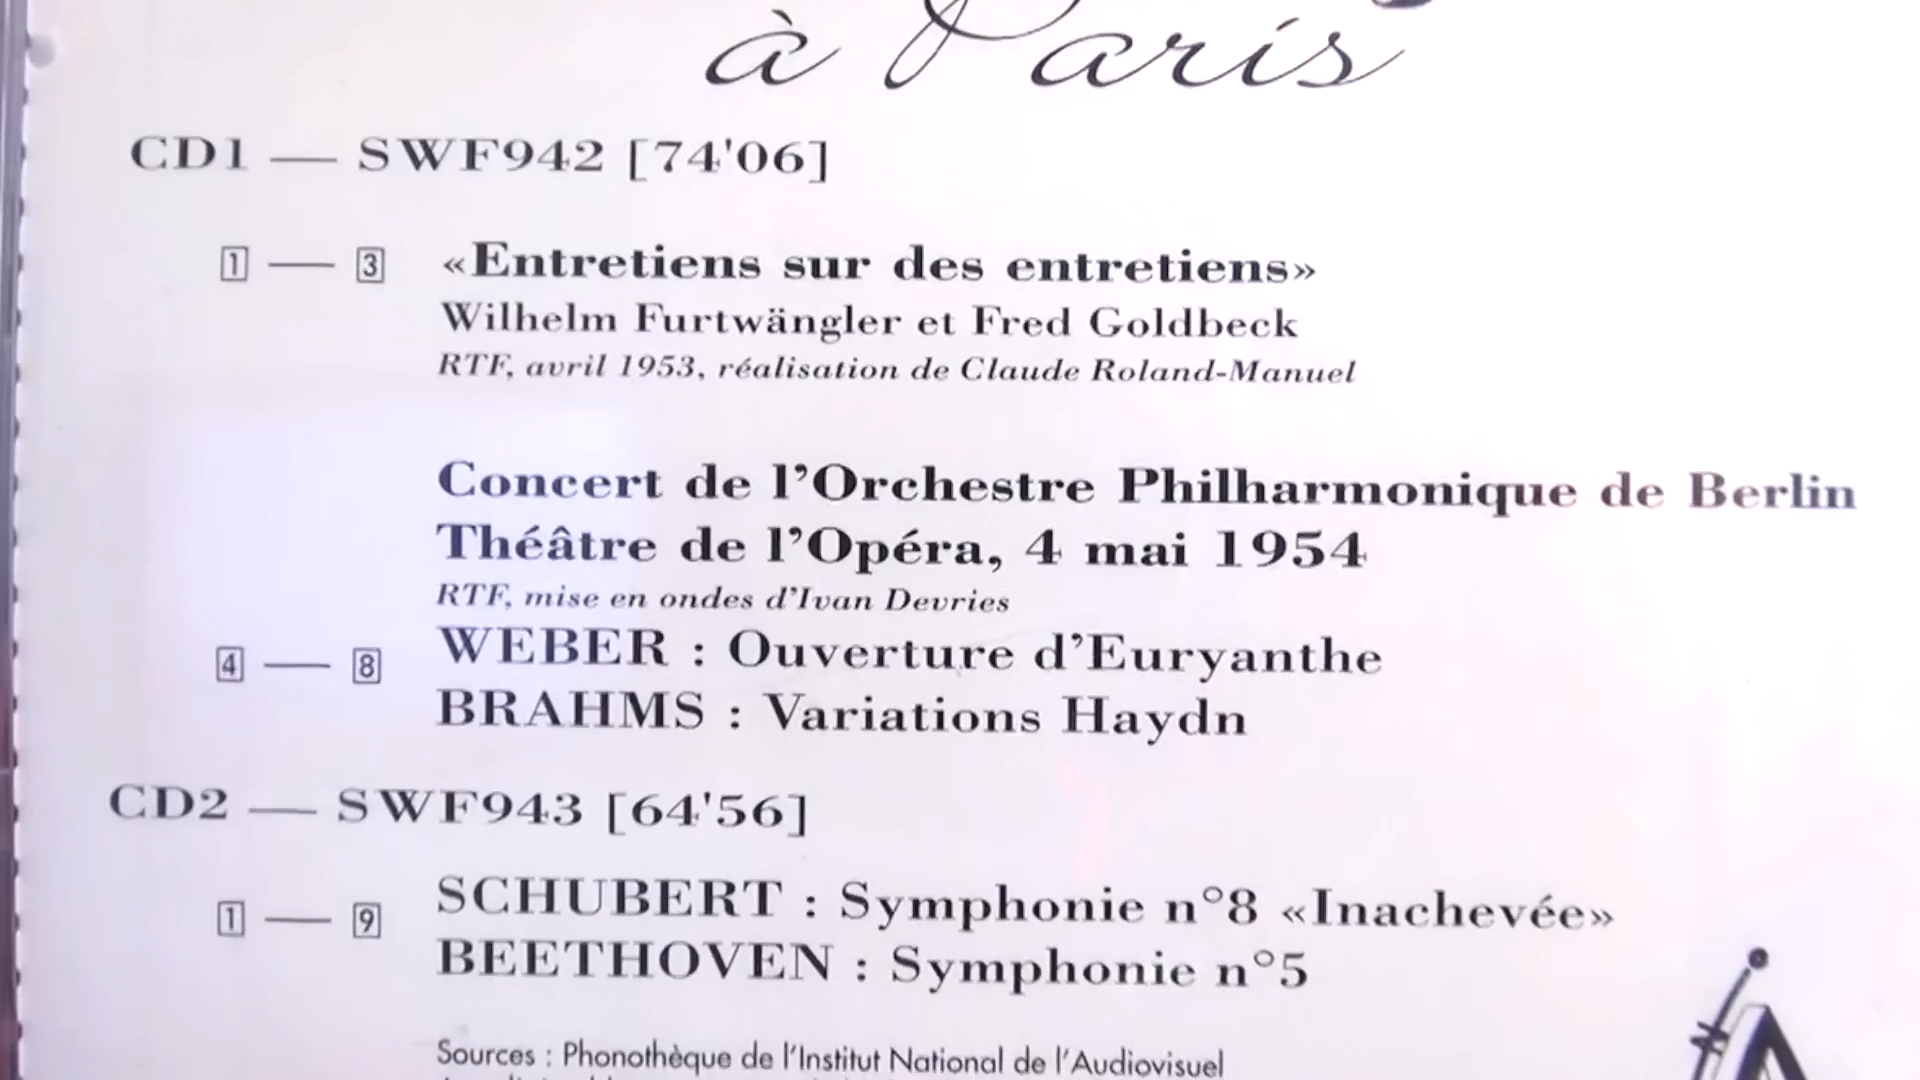 à Paris
CD1 — SWF942 [74'06]
1 — 3 «Entretiens sur des entretiens»
Wilhelm Furtwängler et Fred Goldbeck
RTF, avril 1953, réalisation de Claude Roland-Manuel
Concert de l’Orchestre Philharmonique de Berlin
Théâtre de l’Opéra, 4 mai 1954
RTF, mise en ondes d’Ivan Devries
4 — 8 WEBER : Ouverture d’Euryanthe
BRAHMS : Variations Haydn
CD2 — SWF943 [64'56]
1 — 9 SCHUBERT : Symphonie n°8 «Inachevée»
BEETHOVEN : Symphonie n°5
Sources : Phonothèque de l’Institut National de l’Audiovisuel